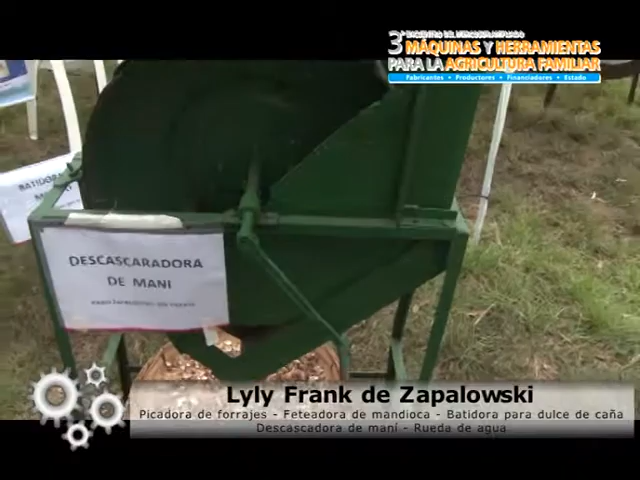 MÁQUINAS Y HERRAMIENTAS
PARA LA AGRICULTURA FAMILIAR
Fabricantes • Productores • Financiadores • Estado
BATIDORA
DESCASCARADORA
DE MANI
Lyly Frank de Zapalowski
Picadora de forrajes - Feteadora de mandioca - Batidora para dulce de caña
Descascadora de maní - Rueda de agua